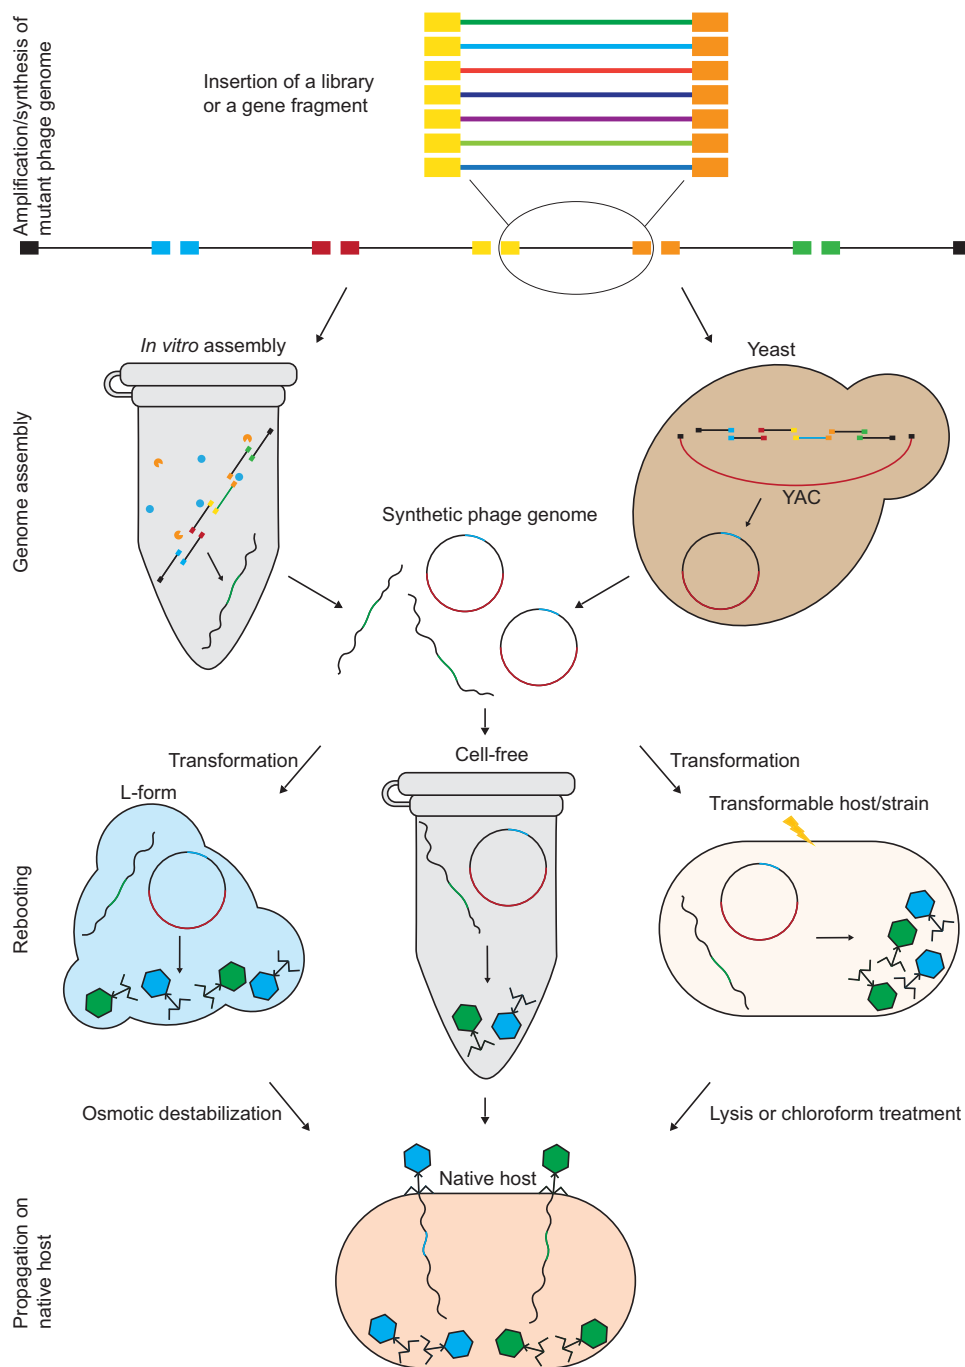 Amplification/synthesis of
mutant phage genome
Insertion of a library
or a gene fragment
In vitro assembly
Yeast
Genome assembly
YAC
Synthetic phage genome
Transformation
Cell-free
Transformation
L-form
Transformable host/strain
Rebooting
Osmotic destabilization
Lysis or chloroform treatment
Native host
Propagation on
native host